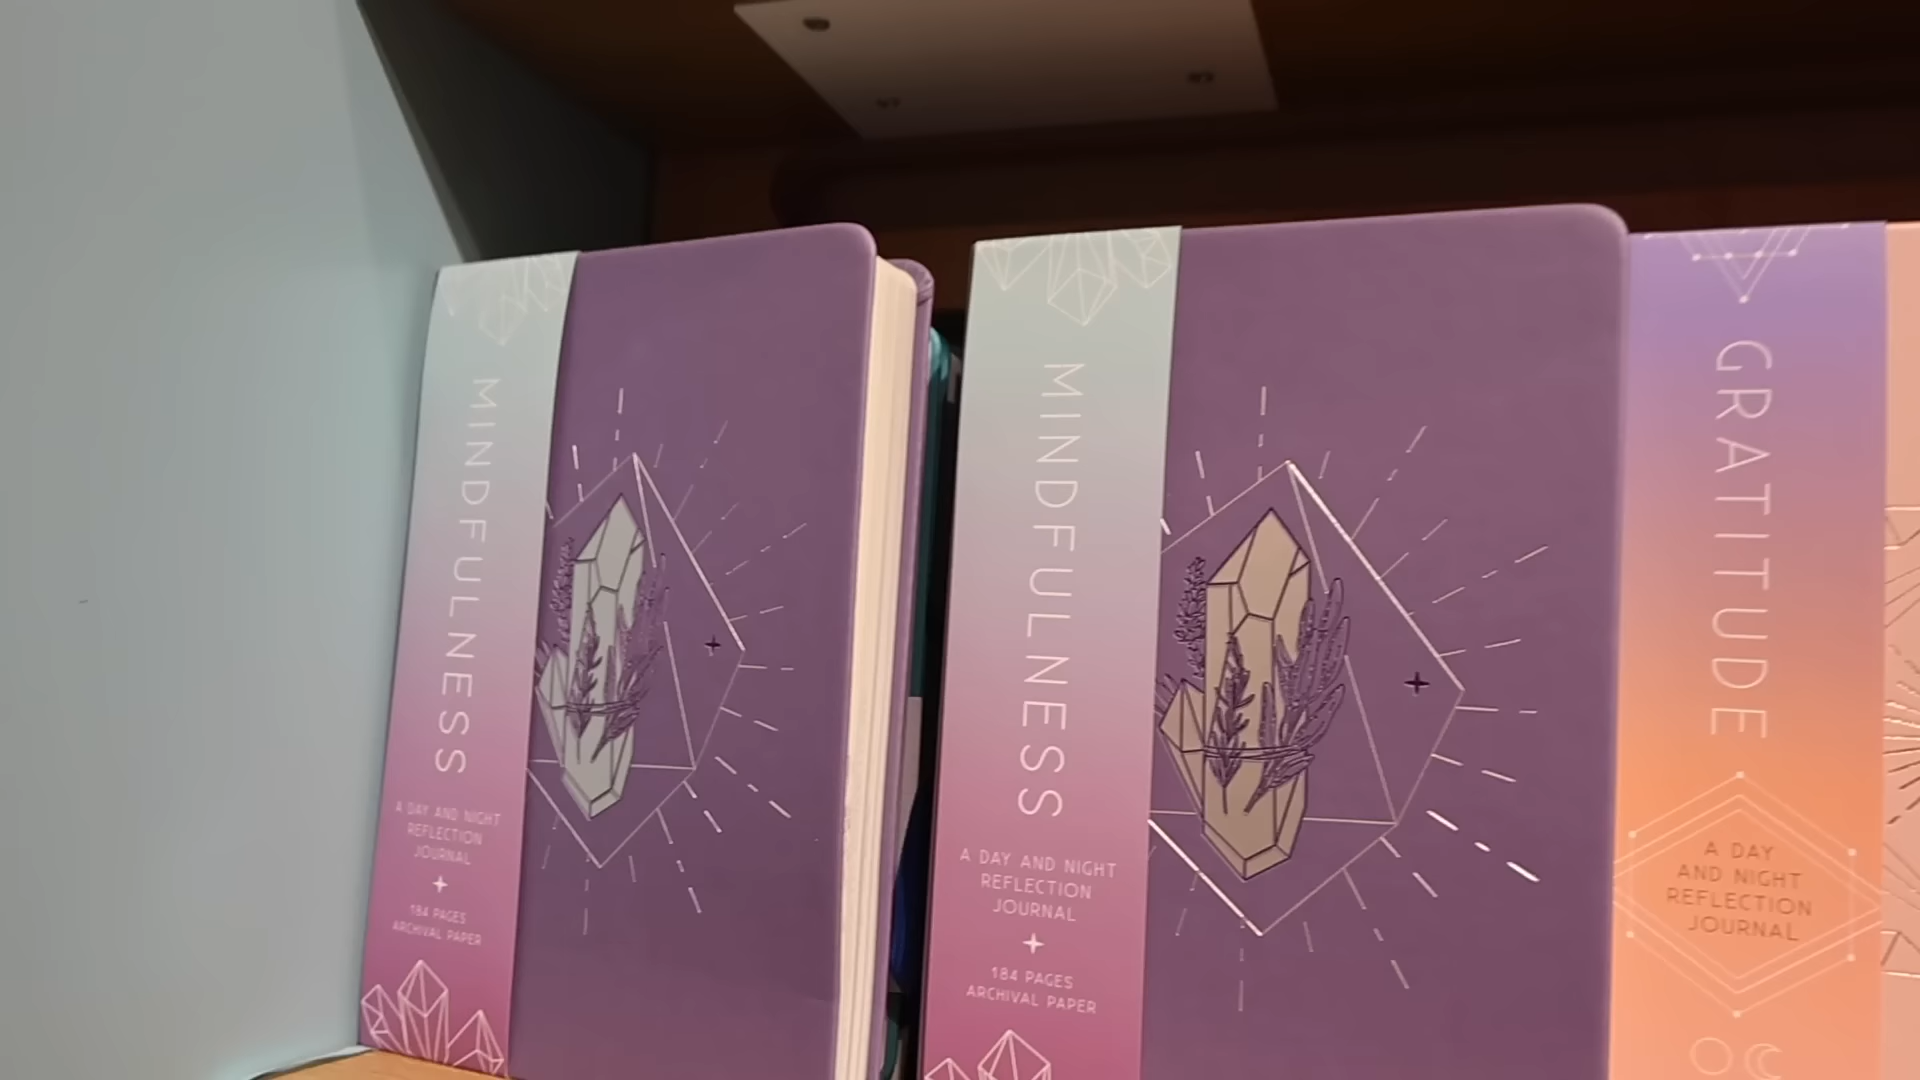 MINDFULNESS
A DAY AND NIGHT
REFLECTION
JOURNAL
184 PAGES
ARCHIVAL PAPER
MINDFULNESS
A DAY AND NIGHT
REFLECTION
JOURNAL
184 PAGES
ARCHIVAL PAPER
GRATITUDE
A DAY
AND NIGHT
REFLECTION
JOURNAL